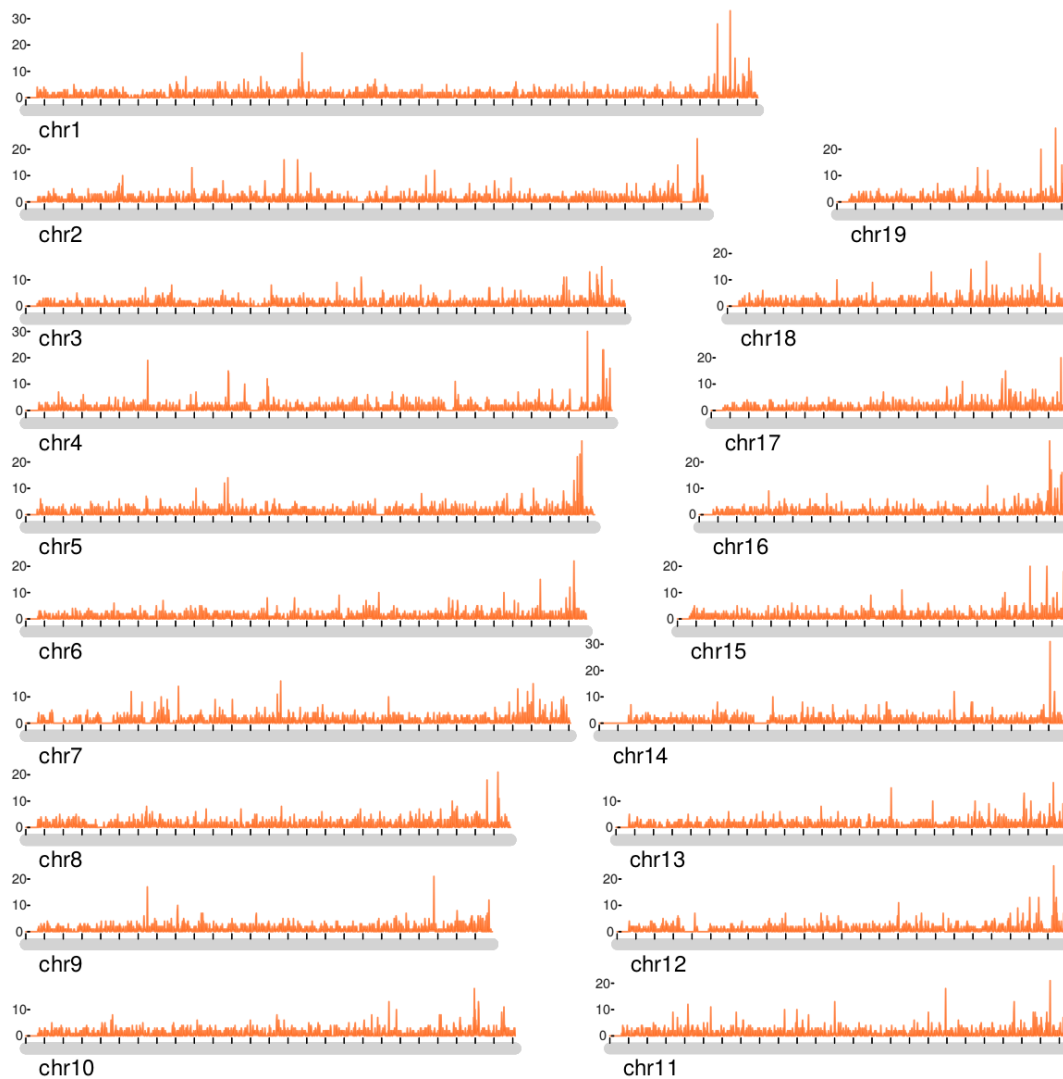 30-
20-
10-
0-
chr1
20-
10-
0-
chr2
20-
10-
0-
chr19
10-
0-
chr3
20-
10-
0-
chr18
30-
20-
10-
0-
chr4
20-
10-
0-
chr17
20-
10-
0-
chr5
20-
10-
0-
chr16
20-
10-
0-
chr6
20-
10-
0-
chr15
10-
0-
chr7
30-
20-
10-
0-
chr14
20-
10-
0-
chr8
10-
0-
chr13
20-
10-
0-
chr9
20-
10-
0-
chr12
10-
0-
chr10
20-
10-
0-
chr11